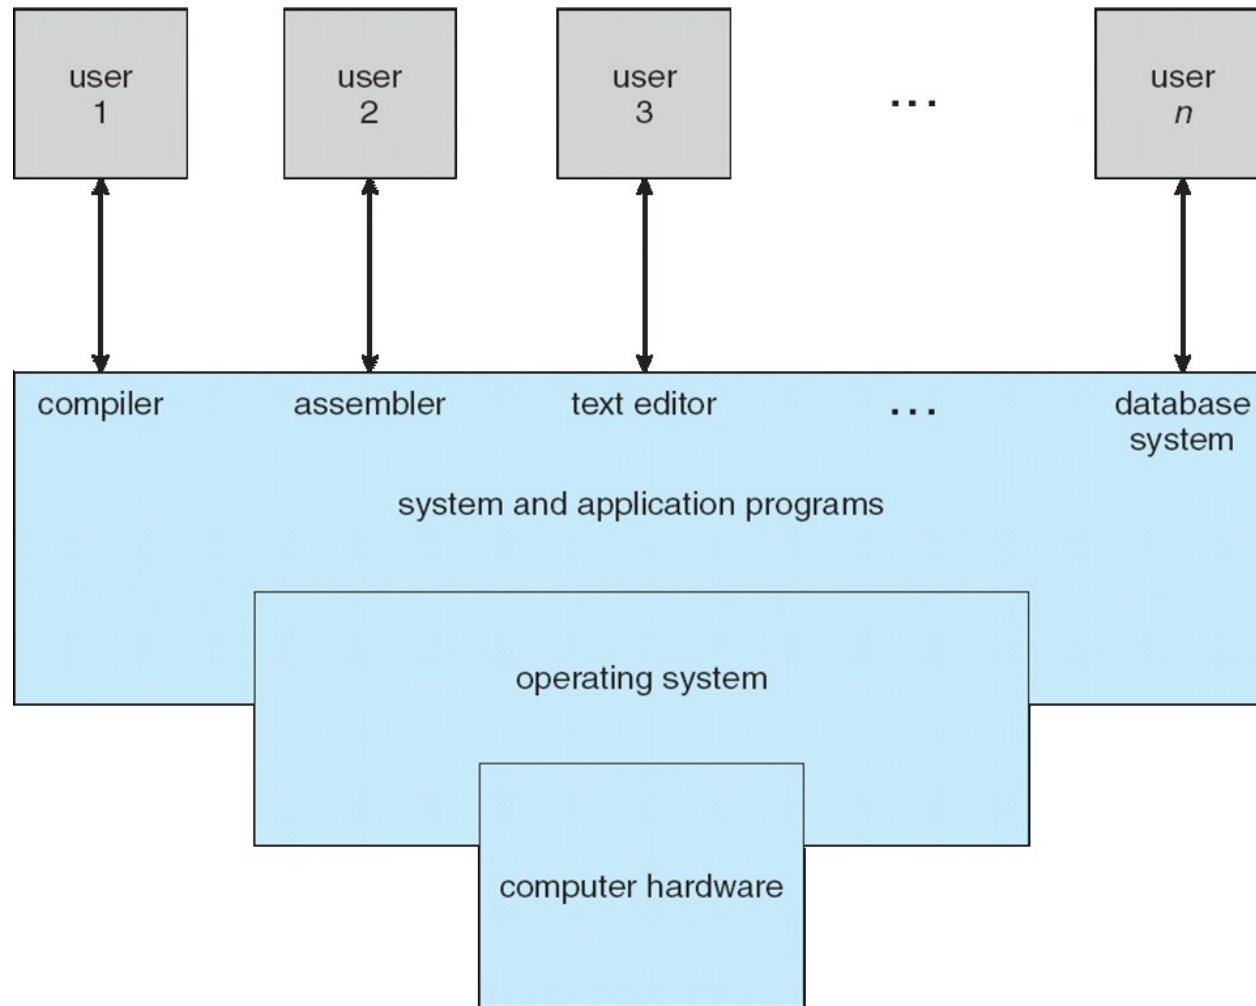 user
1
user
2
user
3
...
user
n
compiler
assembler
text editor
...
database
system
system and application programs
operating system
computer hardware